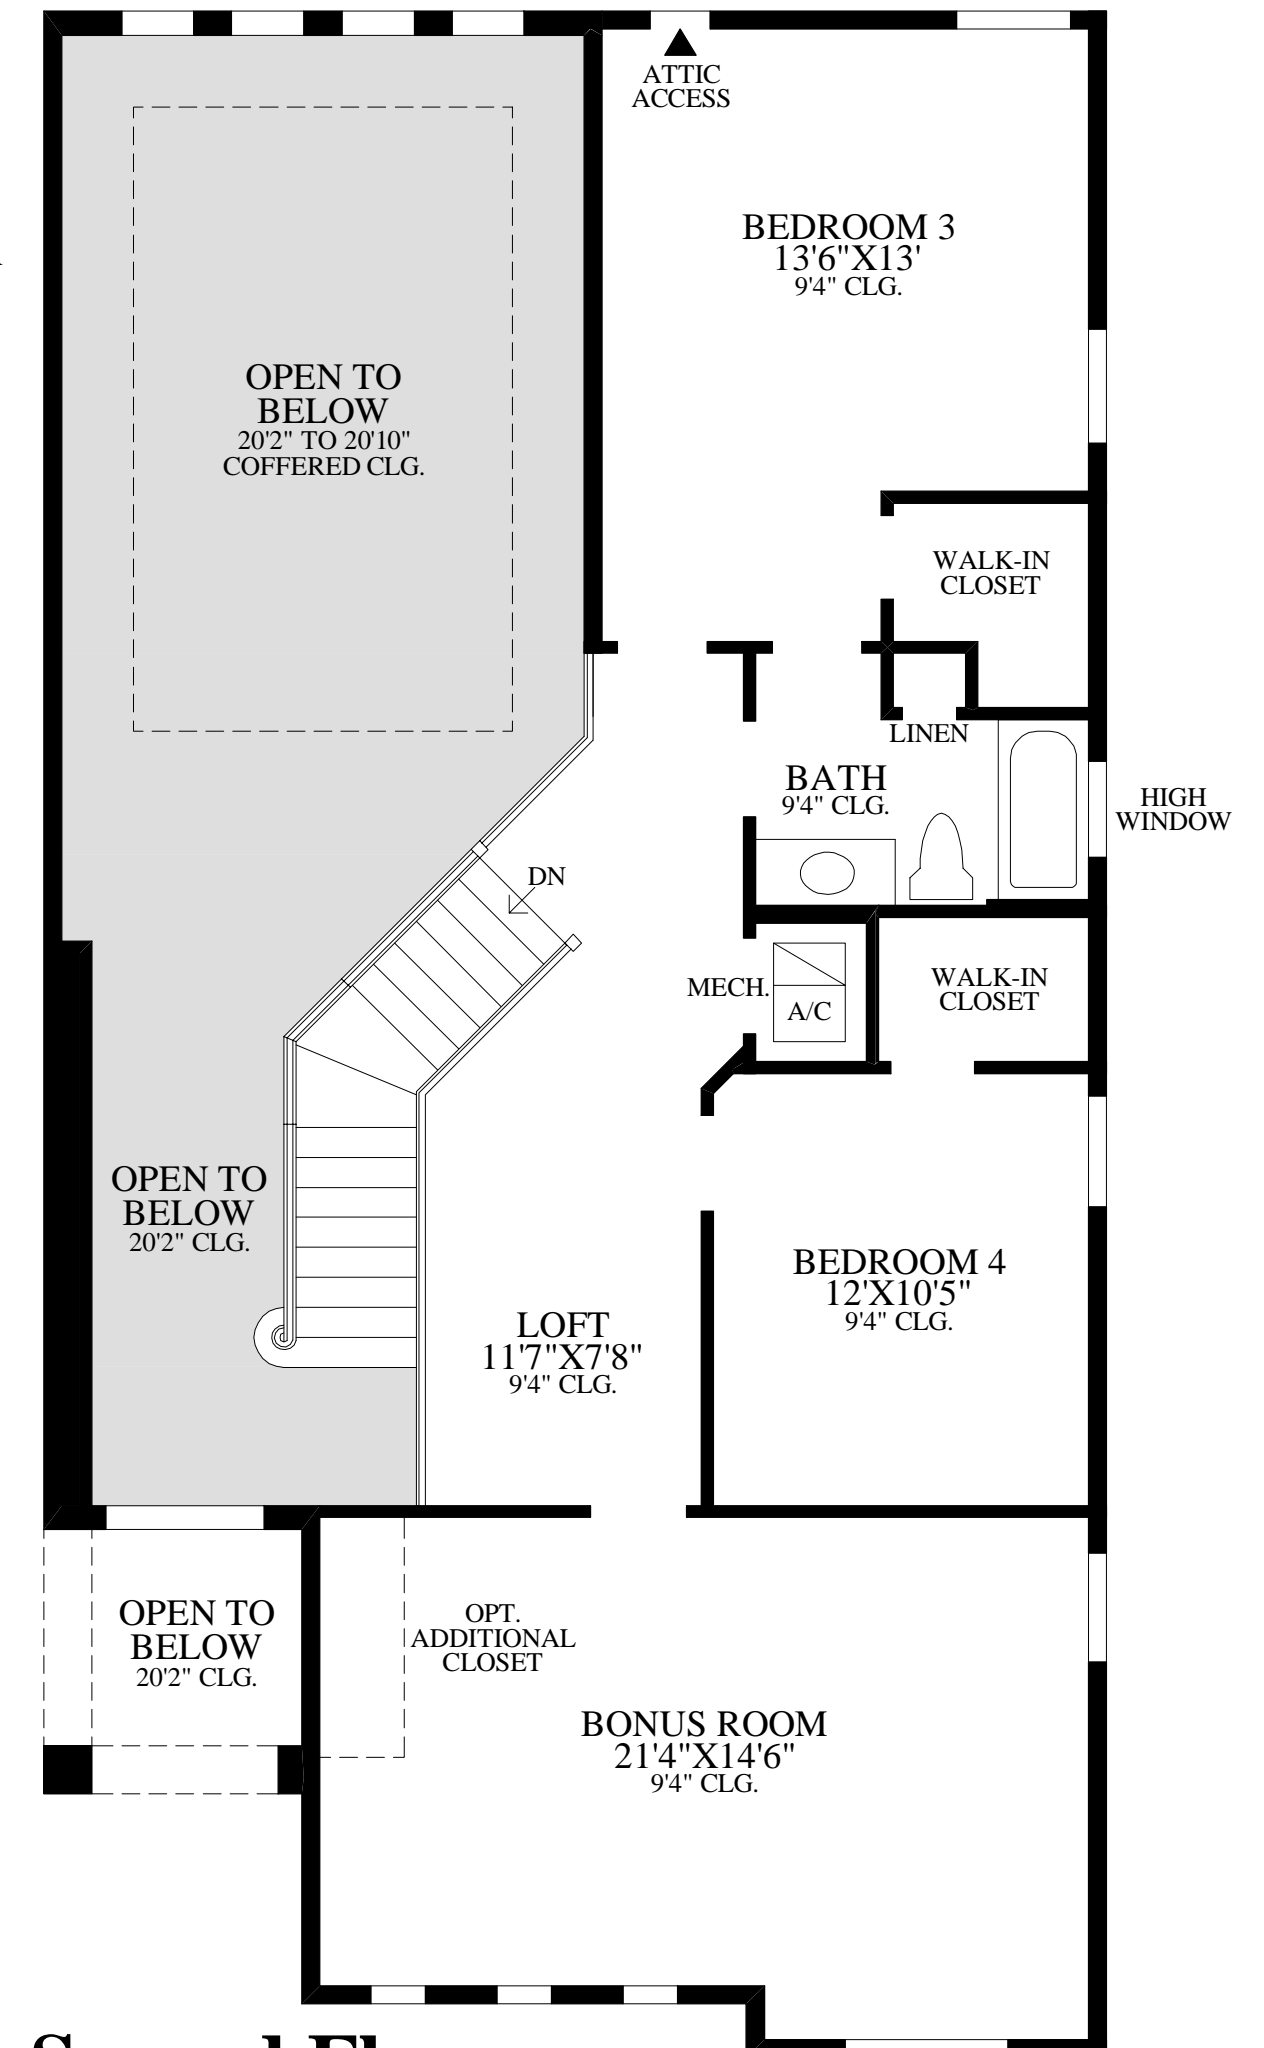 ATTIC
ACCESS
BEDROOM 3
13'6"X13'
9'4" CLG.
OPEN TO
BELOW
20'2" TO 20'10"
COFFERED CLG.
WALK-IN
CLOSET
LINEN
BATH
9'4" CLG.
HIGH
WINDOW
DN
MECH.
A/C
WALK-IN
CLOSET
OPEN TO
BELOW
20'2" CLG.
BEDROOM 4
12'X10'5"
9'4" CLG.
LOFT
11'7"X7'8"
9'4" CLG.
OPEN TO
BELOW
20'2" CLG.
OPT.
ADDITIONAL
CLOSET
BONUS ROOM
21'4"X14'6"
9'4" CLG.